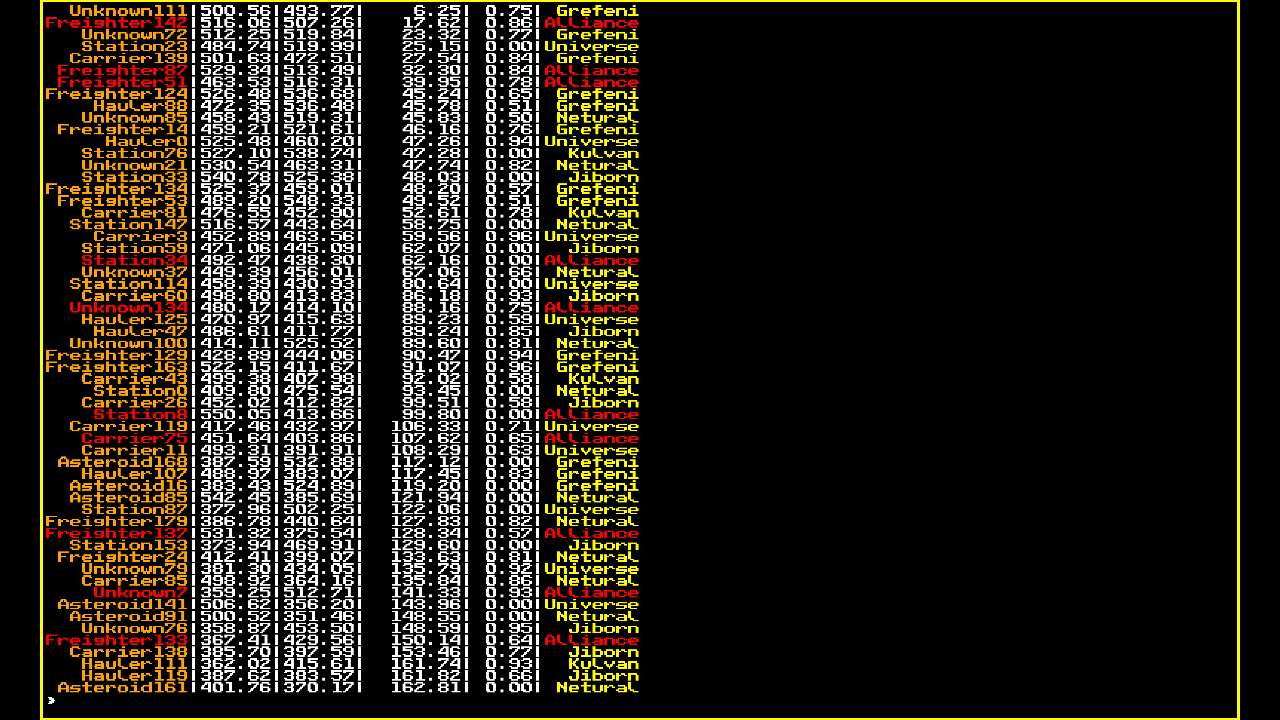 Unknown111|500.56|493.77|    6.25| 0.75| Grefeni
Freighter142|516.06|507.26|   17.62| 0.86|Alliance
Unknown72|512.25|519.84|   23.32| 0.77| Grefeni
Station23|484.74|519.99|   25.15| 0.00|Universe
Carrier139|501.63|472.51|   27.54| 0.84| Grefeni
Freighter87|529.34|513.49|   32.30| 0.84|Alliance
Freighter51|463.53|516.31|   39.95| 0.78|Alliance
Freighter124|526.48|536.68|   45.24| 0.65| Grefeni
Hauler88|472.35|536.48|   45.78| 0.51| Grefeni
Unknown85|458.43|519.31|   45.83| 0.50| Netural
Freighter14|459.21|521.61|   46.16| 0.76| Grefeni
Hauler0|525.48|460.20|   47.26| 0.94|Universe
Station76|527.10|538.74|   47.28| 0.00|  Kulvan
Unknown21|530.54|463.31|   47.74| 0.82| Netural
Station33|540.78|525.38|   48.03| 0.00|  Jiborn
Freighter134|525.37|459.01|   48.20| 0.57| Grefeni
Freighter53|489.20|548.33|   49.52| 0.51| Grefeni
Carrier81|476.55|452.90|   52.61| 0.78|  Kulvan
Station147|516.57|443.64|   58.75| 0.00| Netural
Carrier3|452.89|463.56|   59.56| 0.96|Universe
Station59|471.06|445.09|   62.07| 0.00|  Jiborn
Station34|492.47|438.30|   62.16| 0.00|Alliance
Unknown37|449.39|456.01|   67.06| 0.66| Netural
Station114|458.39|430.93|   80.64| 0.00|Universe
Carrier60|498.80|413.83|   86.18| 0.93|  Jiborn
Unknown134|480.17|414.10|   88.16| 0.75|Alliance
Hauler125|470.67|415.63|   89.23| 0.59|Universe
Hauler47|486.61|411.77|   89.24| 0.85|  Jiborn
Unknown100|414.11|525.52|   89.60| 0.81| Netural
Freighter129|428.89|444.06|   90.47| 0.94| Grefeni
Freighter163|522.15|411.67|   91.07| 0.96| Grefeni
Carrier43|499.38|407.98|   92.02| 0.58|  Kulvan
Station0|409.80|475.54|   93.45| 0.00| Netural
Carrier26|452.02|412.82|   99.51| 0.58|  Jiborn
Station8|550.05|413.66|   99.80| 0.00|Alliance
Carrier119|417.46|432.97|  106.33| 0.71|Universe
Carrier75|451.64|403.86|  107.62| 0.65|Alliance
Carrier11|493.31|391.91|  108.29| 0.63|Universe
Asteroid168|387.59|532.88|  117.12| 0.00| Grefeni
Hauler107|488.37|383.07|  117.45| 0.83| Grefeni
Asteroid16|383.43|524.89|  119.20| 0.00| Grefeni
Asteroid85|542.45|385.69|  121.94| 0.00| Netural
Station87|377.96|502.25|  122.06| 0.00|Universe
Freighter179|386.78|440.64|  127.83| 0.82| Netural
Freighter137|531.32|375.54|  128.34| 0.57|Alliance
Station153|373.94|469.91|  129.60| 0.00|  Jiborn
Freighter24|412.41|399.07|  133.63| 0.81| Netural
Unknown79|381.30|434.05|  135.79| 0.92|Universe
Carrier85|498.92|364.16|  135.84| 0.86| Netural
Unknown7|359.25|512.71|  141.33| 0.93|Alliance
Asteroid141|506.62|356.20|  143.96| 0.00|Universe
Asteroid91|500.52|351.46|  148.55| 0.00| Netural
Unknown76|358.87|453.50|  148.59| 0.95|  Jiborn
Freighter133|367.41|429.56|  150.14| 0.64|Alliance
Carrier138|385.70|397.59|  153.46| 0.77|  Jiborn
Hauler111|362.02|415.61|  161.74| 0.93|  Kulvan
Hauler119|387.62|383.57|  161.82| 0.66|  Jiborn
Asteroid161|401.76|370.17|  162.81| 0.00| Netural
»